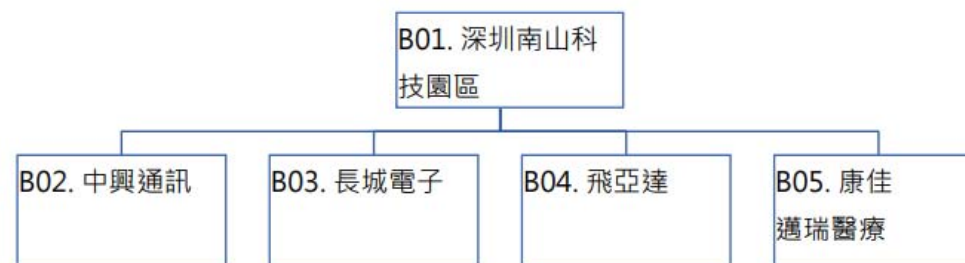 B01. 深圳南山科
技園區
B02. 中興通訊
B03. 長城電子
B04. 飛亞達
B05. 康佳
邁瑞醫療